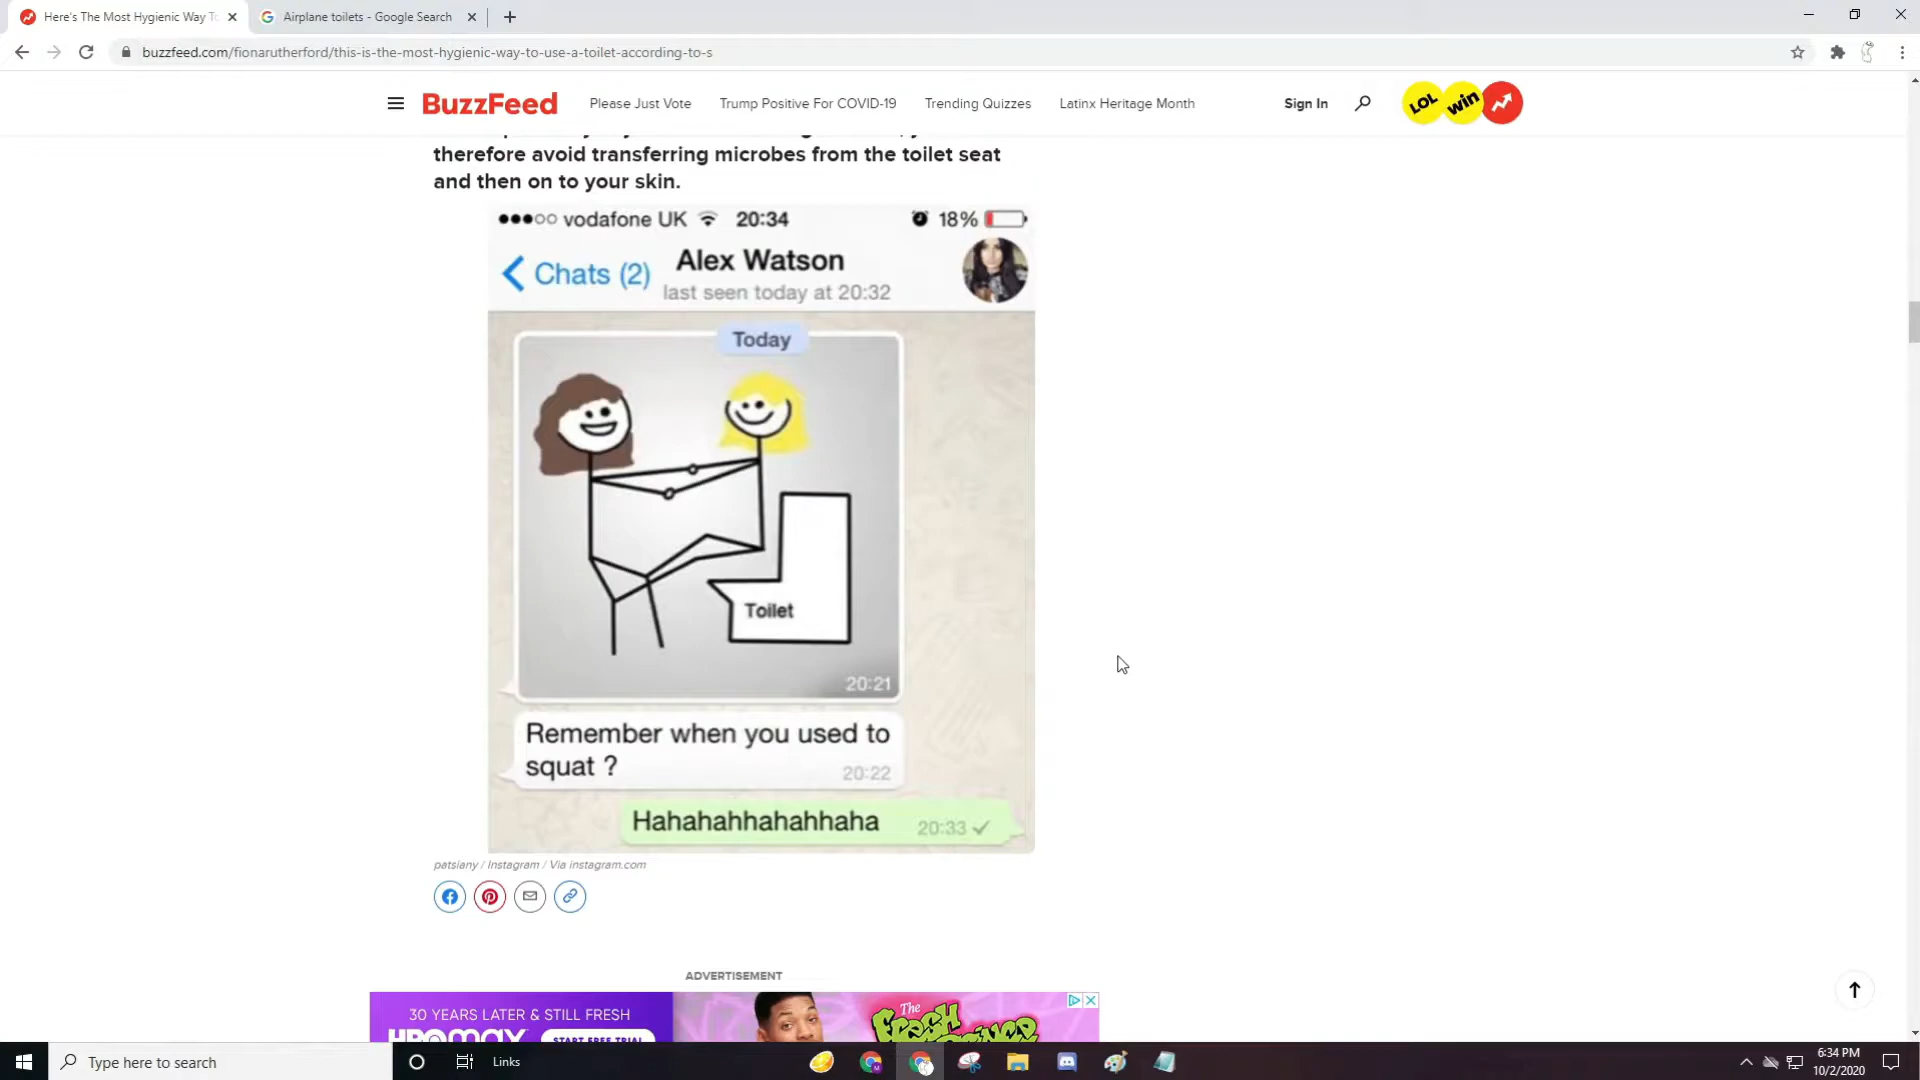 Here's The Most Hygienic Way To
Airplane toilets - Google Search
buzzfeed.com/fionarutherford/this-is-the-most-hygienic-way-to-use-a-toilet-according-to-s
BuzzFeed
Please Just Vote
Trump Positive For COVID-19
Trending Quizzes
Latinx Heritage Month
Sign In
LOL
win
therefore avoid transferring microbes from the toilet seat
and then on to your skin.
vodafone UK 20:34 18%
Chats (2)
Alex Watson
last seen today at 20:32
Today
Toilet
20:21
Remember when you used to
squat ?
20:22
Hahahahhahahhaha
20:33
patsiany / Instagram / Via instagram.com
ADVERTISEMENT
30 YEARS LATER & STILL FRESH
HBOMAX
START FREE TRIAL
The
FRESH
PRINCE
Type here to search
Links
6:34 PM
10/2/2020